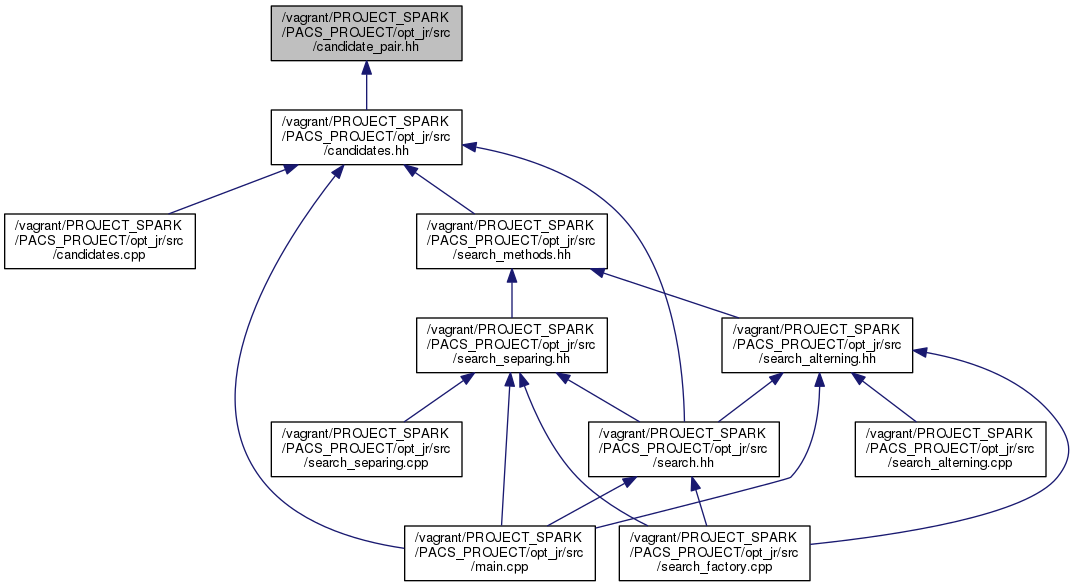 /vagrant/PROJECT_SPARK
/PACS_PROJECT/opt_jr/src
/candidate_pair.hh
/vagrant/PROJECT_SPARK
/PACS_PROJECT/opt_jr/src
/candidates.hh
/vagrant/PROJECT_SPARK
/PACS_PROJECT/opt_jr/src
/candidates.cpp
/vagrant/PROJECT_SPARK
/PACS_PROJECT/opt_jr/src
/search_methods.hh
/vagrant/PROJECT_SPARK
/PACS_PROJECT/opt_jr/src
/search_separing.hh
/vagrant/PROJECT_SPARK
/PACS_PROJECT/opt_jr/src
/search_alterning.hh
/vagrant/PROJECT_SPARK
/PACS_PROJECT/opt_jr/src
/search_separing.cpp
/vagrant/PROJECT_SPARK
/PACS_PROJECT/opt_jr/src
/search.hh
/vagrant/PROJECT_SPARK
/PACS_PROJECT/opt_jr/src
/search_alterning.cpp
/vagrant/PROJECT_SPARK
/PACS_PROJECT/opt_jr/src
/main.cpp
/vagrant/PROJECT_SPARK
/PACS_PROJECT/opt_jr/src
/search_factory.cpp